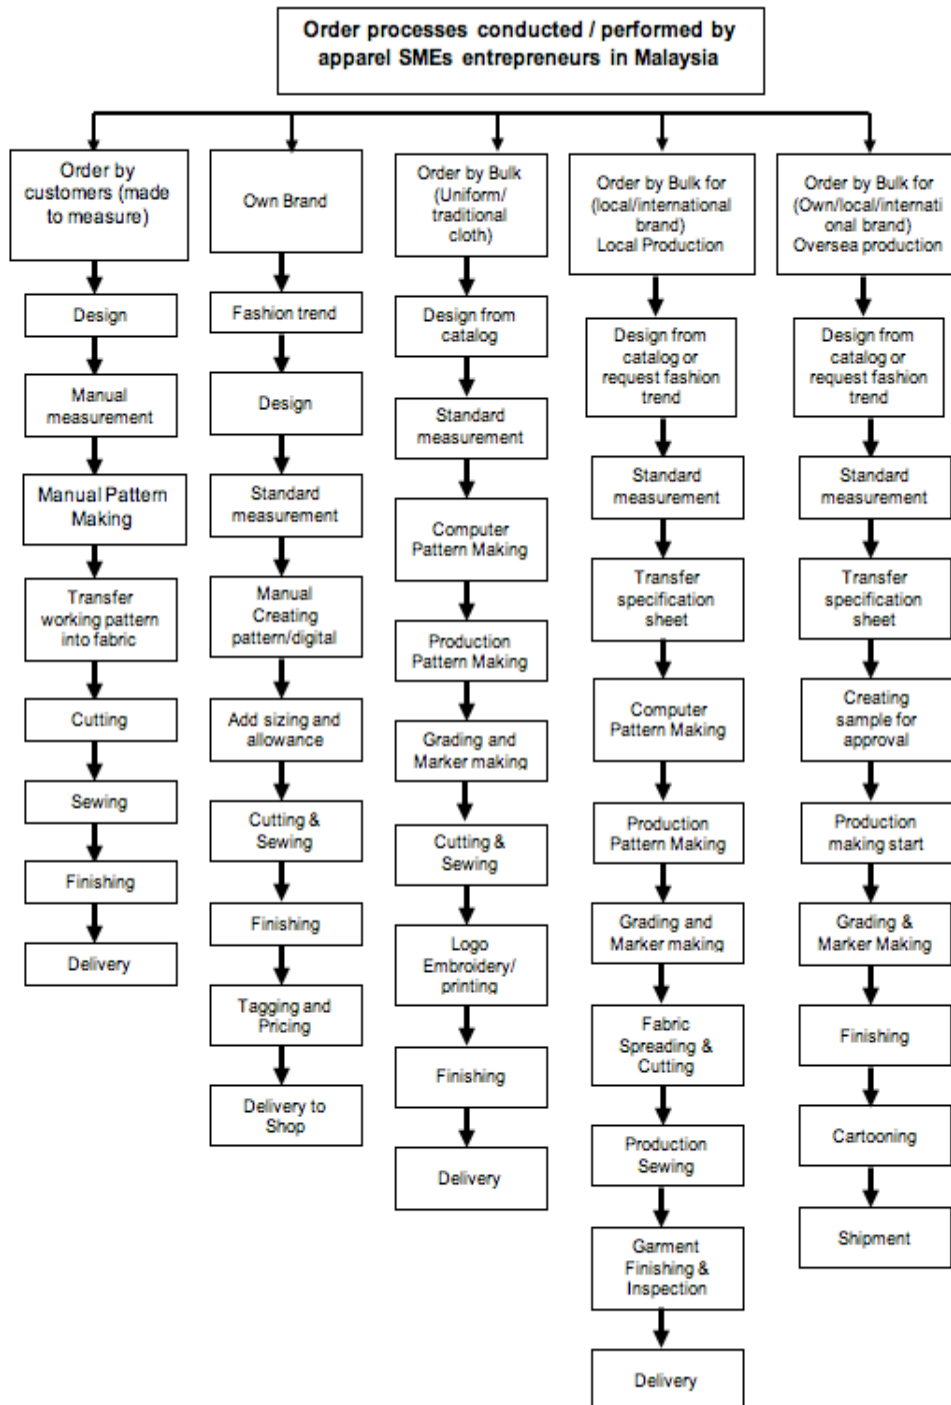 Order processes conducted / performed by
apparel SMEs entrepreneurs in Malaysia
Order by
customers (made
to measure)
Design
Manual
measurement
Manual Pattern
Making
Transfer
working pattern
into fabric
Cutting
Sewing
Finishing
Delivery
Own Brand
Fashion trend
Design
Standard
measurement
Manual
Creating
pattern/digital
Add sizing and
allowance
Cutting &
Sewing
Finishing
Tagging and
Pricing
Delivery to
Shop
Order by Bulk
(Uniform/
traditional
cloth)
Design from
catalog
Standard
measurement
Computer
Pattern Making
Production
Pattern Making
Grading and
Marker making
Cutting &
Sewing
Logo
Embroidery/
printing
Finishing
Delivery
Order by Bulk for
(local/international
brand)
Local Production
Design from
catalog or
request fashion
trend
Standard
measurement
Transfer
specification
sheet
Computer
Pattern Making
Production
Pattern Making
Grading and
Marker making
Fabric
Spreading &
Cutting
Production
Sewing
Garment
Finishing &
Inspection
Delivery
Order by Bulk for
(Own/local/internati
onal brand)
Oversea production
Design from
catalog or
request fashion
trend
Standard
measurement
Transfer
specification
sheet
Creating
sample for
approval
Production
making start
Grading &
Marker Making
Finishing
Cartooning
Shipment